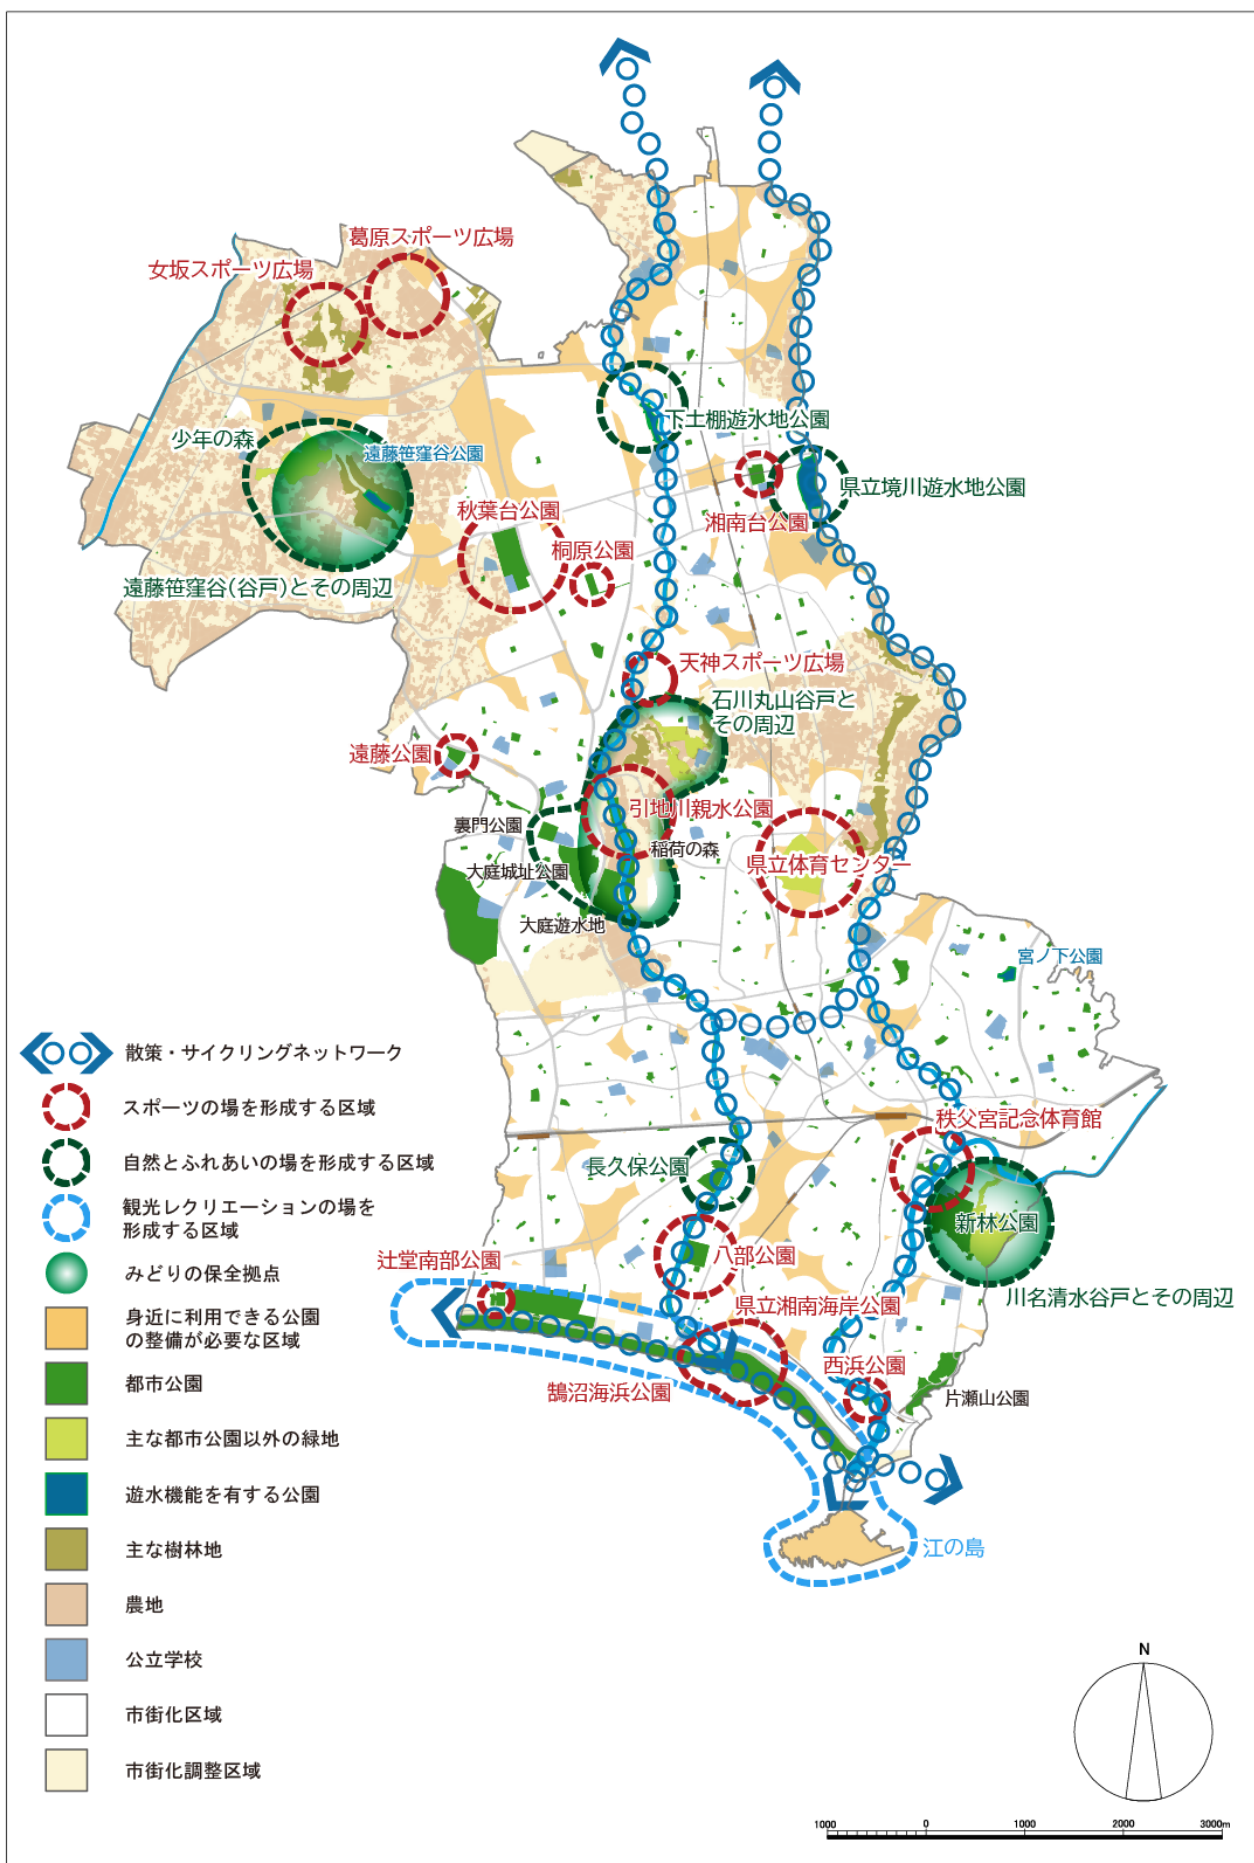 葛原スポーツ広場
女坂スポーツ広場
少年の森
遠藤笹窪谷公園
下土棚遊水地公園
県立境川遊水地公園
秋葉台公園
湘南台公園
桐原公園
遠藤笹窪谷(谷戸)とその周辺
天神スポーツ広場
石川丸山谷戸と
その周辺
遠藤公園
引地川親水公園
裏門公園
稲荷の森
大庭城址公園
県立体育センター
大庭遊水地
宮ノ下公園
秩父宮記念体育館
長久保公園
新林公園
八部公園
辻堂南部公園
川名清水谷戸とその周辺
県立湘南海岸公園
西浜公園
鵠沼海浜公園
片瀬山公園
江の島
散策・サイクリングネットワーク
スポーツの場を形成する区域
自然とふれあいの場を形成する区域
観光レクリエーションの場を
形成する区域
みどりの保全拠点
身近に利用できる公園
の整備が必要な区域
都市公園
主な都市公園以外の緑地
遊水機能を有する公園
主な樹林地
農地
公立学校
市街化区域
市街化調整区域
N
1000 0 1000 2000 3000m